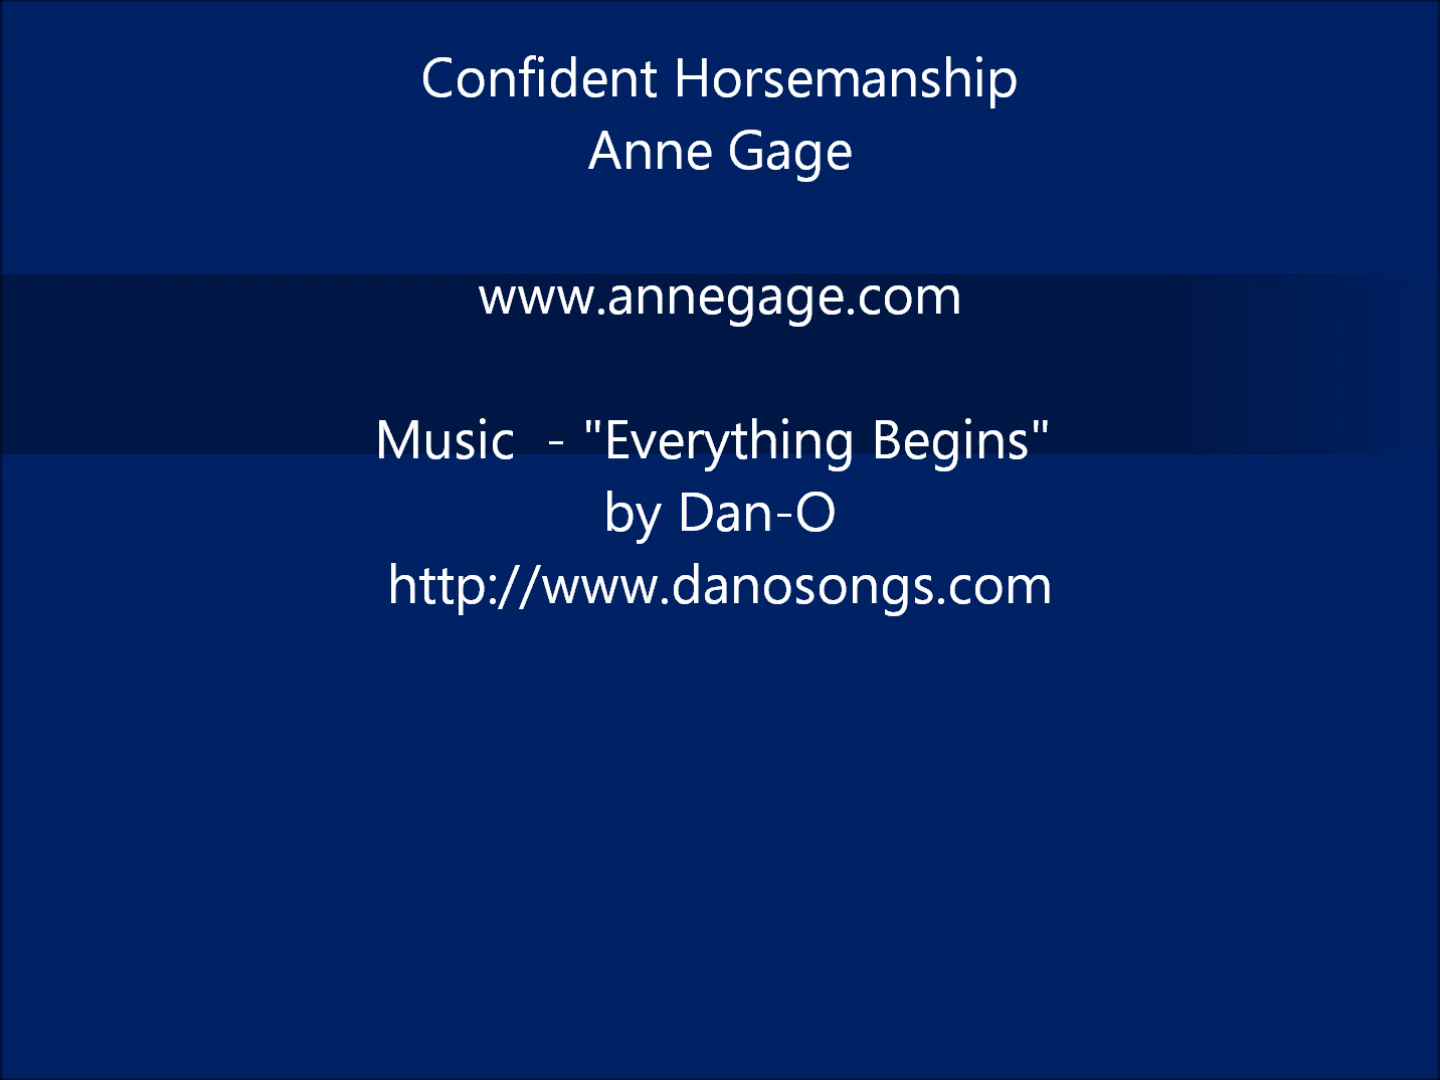 Confident Horsemanship
Anne Gage
www.annegage.com
Music  - "Everything Begins"
by Dan-O
http://www.danosongs.com